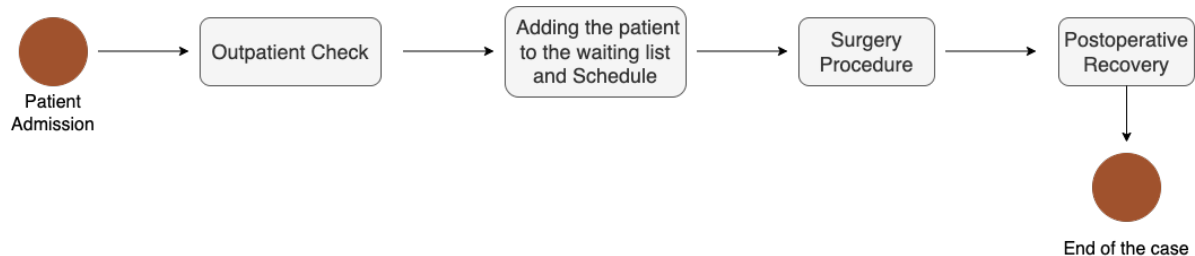 Patient
Admission
Outpatient Check
Adding the patient
to the waiting list
and Schedule
Surgery
Procedure
Postoperative
Recovery
End of the case